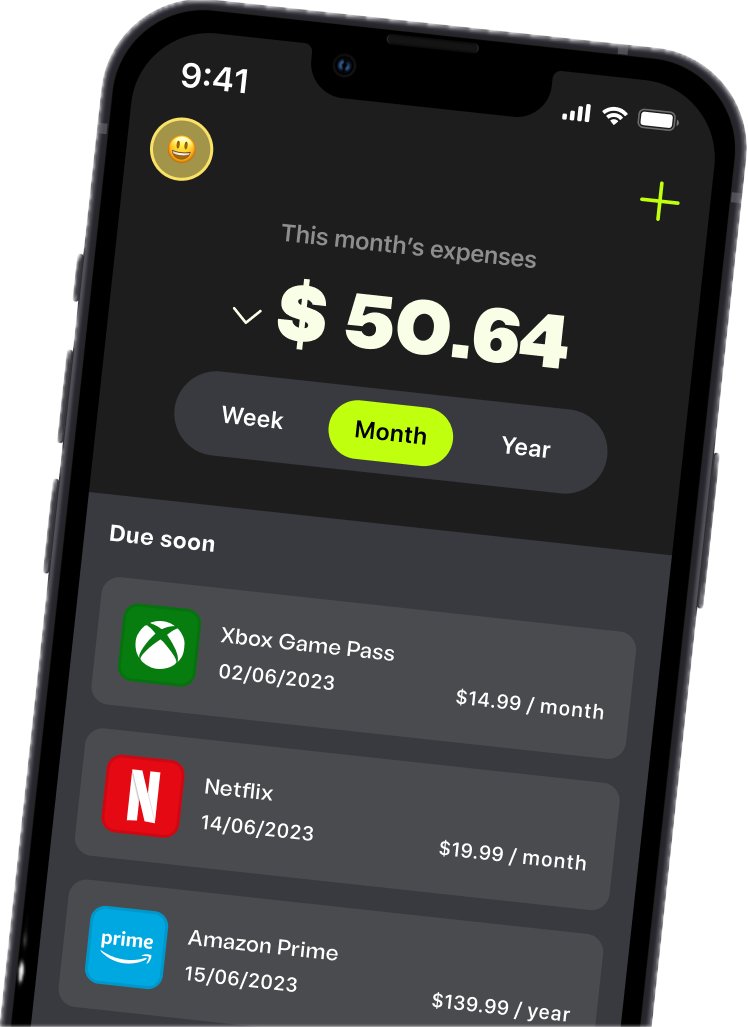 9:41
This month's expenses
$ 50.64
Week
Month
Year
Due soon
Xbox Game Pass
02/06/2023
$14.99 / month
Netflix
14/06/2023
$19.99 / month
prime
Amazon Prime
15/06/2023
$139.99 / year